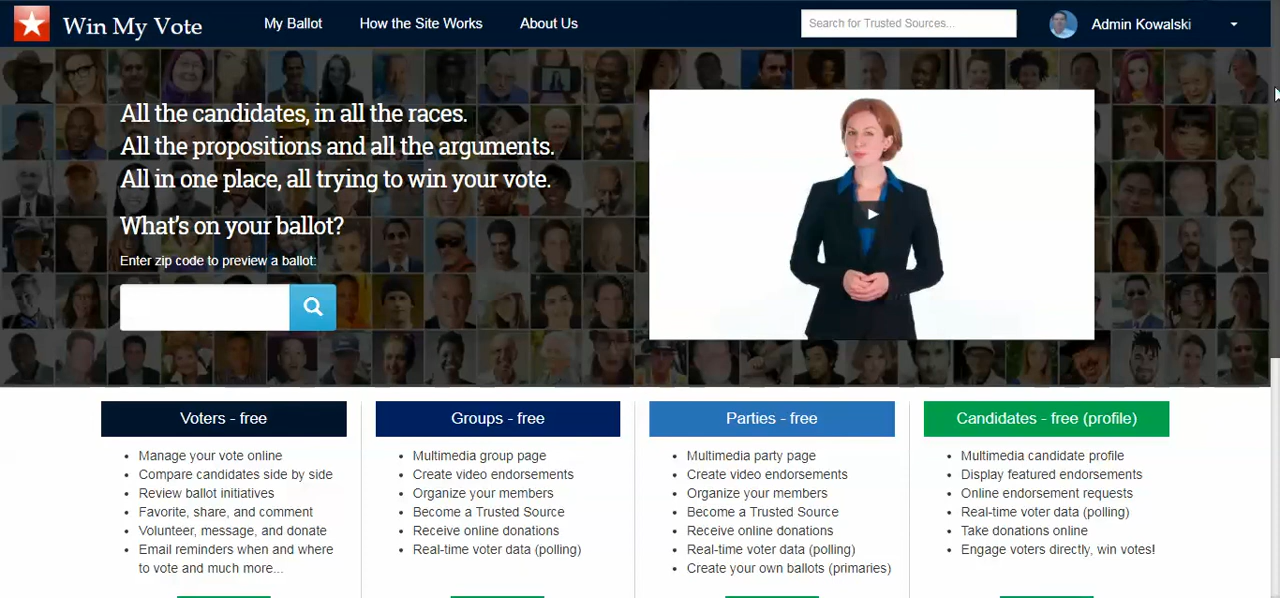 Win My Vote
My Ballot
How the Site Works
About Us
Search for Trusted Sources...
Admin Kowalski
All the candidates, in all the races.
All the propositions and all the arguments.
All in one place, all trying to win your vote.
What's on your ballot?
Enter zip code to preview a ballot:
Voters - free
Manage your vote online
Compare candidates side by side
Review ballot initiatives
Favorite, share, and comment
Volunteer, message, and donate
Email reminders when and where
to vote and much more...
Groups - free
Multimedia group page
Create video endorsements
Organize your members
Become a Trusted Source
Receive online donations
Real-time voter data (polling)
Parties - free
Multimedia party page
Create video endorsements
Organize your members
Become a Trusted Source
Receive online donations
Real-time voter data (polling)
Create your own ballots (primaries)
Candidates - free (profile)
Multimedia candidate profile
Display featured endorsements
Online endorsement requests
Real-time voter data (polling)
Take donations online
Engage voters directly, win votes!